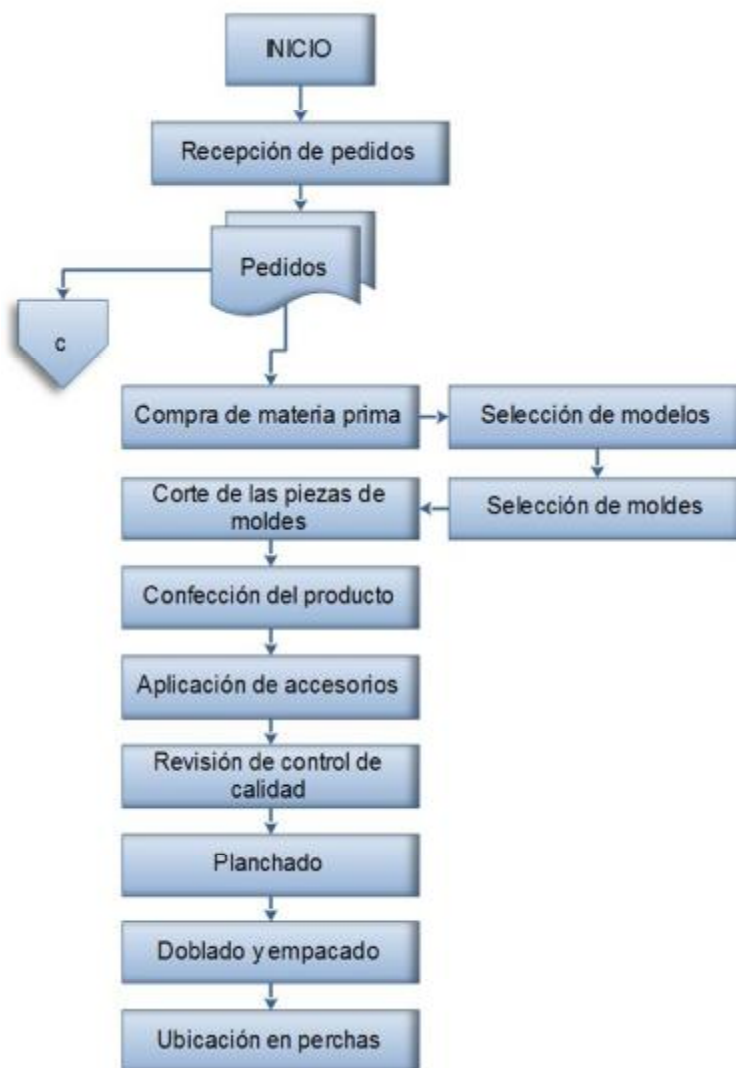 INICIO
Recepción de pedidos
Pedidos
c
Compra de materia prima
Selección de modelos
Selección de moldes
Corte de las piezas de
moldes
Confección del producto
Aplicación de accesorios
Revisión de control de
calidad
Planchado
Doblado y empacado
Ubicación en perchas